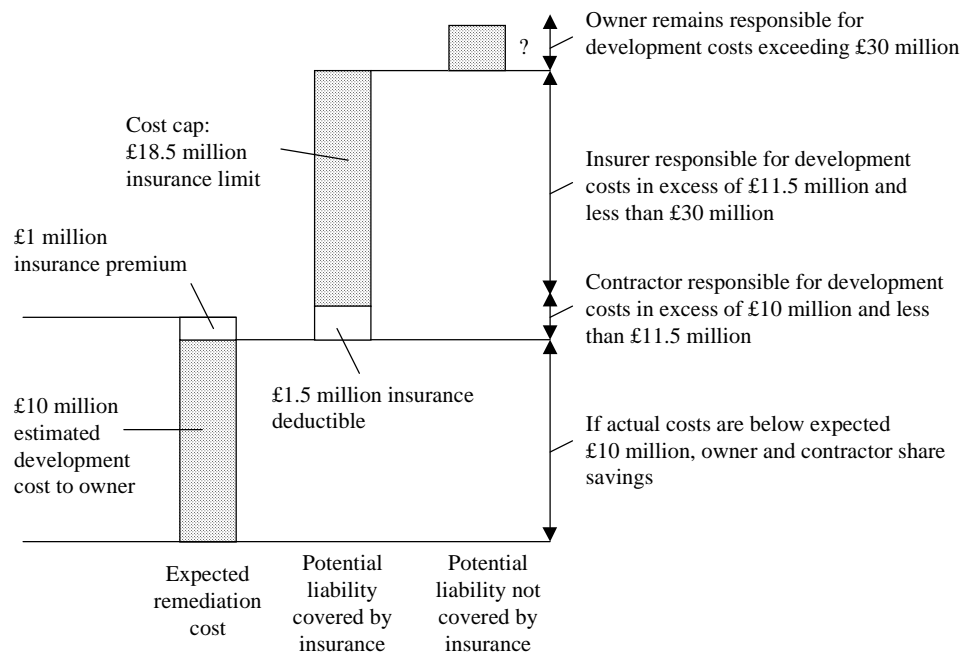 Owner remains responsible for
development costs exceeding £30 million
?
Cost cap:
£18.5 million
insurance limit
Insurer responsible for development
costs in excess of £11.5 million and
less than £30 million
£1 million
insurance premium
Contractor responsible for development
costs in excess of £10 million and less
than £11.5 million
£1.5 million insurance
deductible
£10 million
estimated
development
cost to owner
If actual costs are below expected
£10 million, owner and contractor share
savings
Expected
remediation
cost
Potential
liability
covered by
insurance
Potential
liability not
covered by
insurance